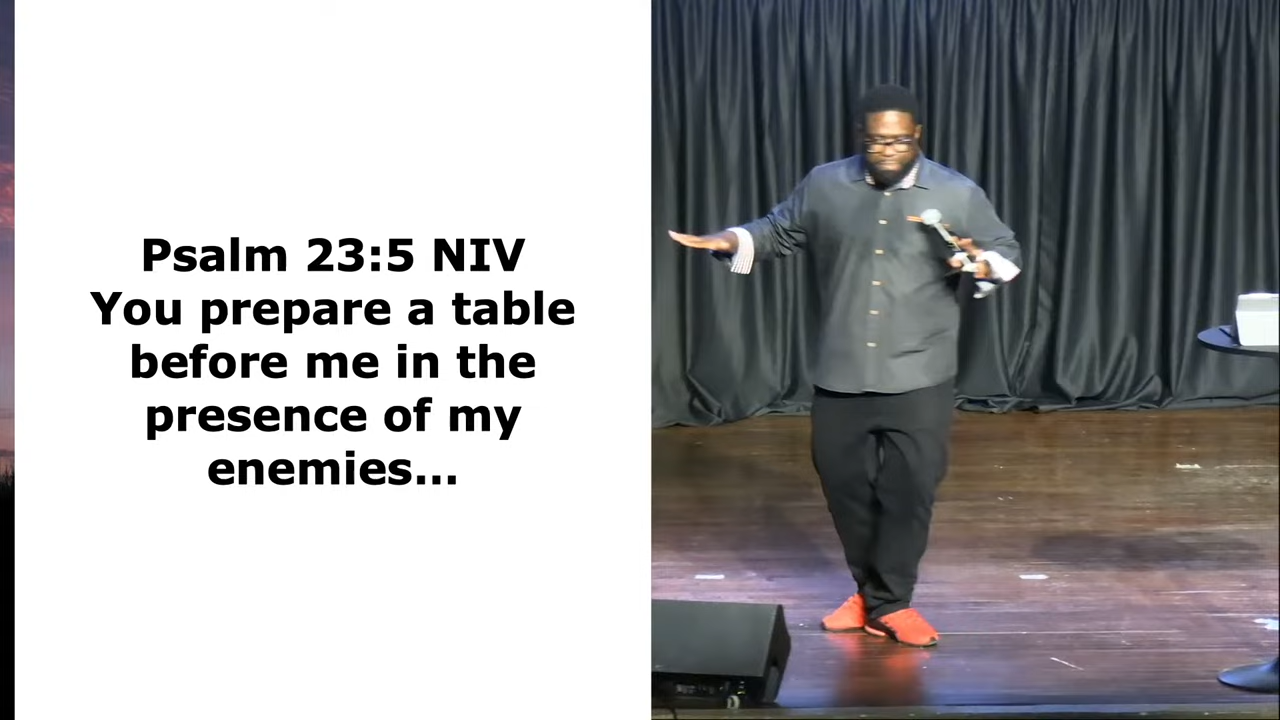 Psalm 23:5 NIV
You prepare a table
before me in the
presence of my
enemies...